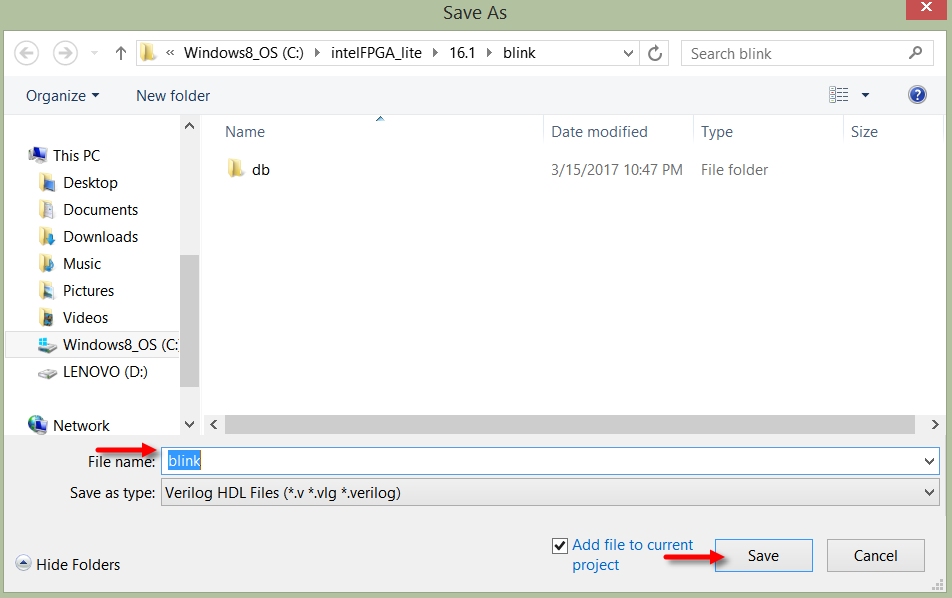 Save As
« Windows8_OS (C:) intelFPGA_lite 16.1 blink
Search blink
Organize
New folder
Name
Date modified
Type
Size
This PC
Desktop
Documents
Downloads
Music
Pictures
Videos
Windows8_OS (C:
LENOVO (D:)
Network
db
3/15/2017 10:47 PM
File folder
File name: blink
Save as type: Verilog HDL Files (*.v *.vlg *.verilog)
Add file to current
project
Hide Folders
Save
Cancel